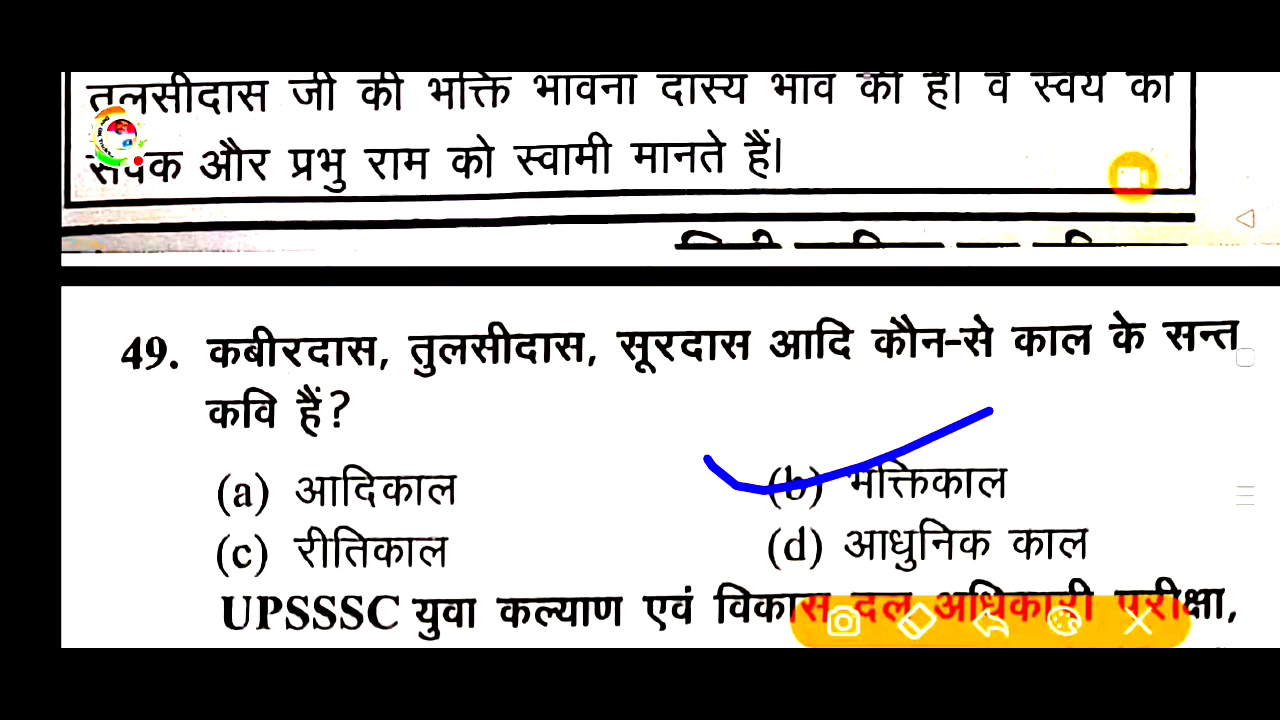 तुलसीदास जी की भक्ति भावना दास्य भाव की है। वे स्वयं को
सेवक और प्रभु राम को स्वामी मानते हैं।
49. कबीरदास, तुलसीदास, सूरदास आदि कौन-से काल के सन्त
कवि हैं?
(a) आदिकाल (b) भक्तिकाल
(c) रीतिकाल (d) आधुनिक काल
UPSSSC युवा कल्याण एवं विकास दल अधिकारी परीक्षा,